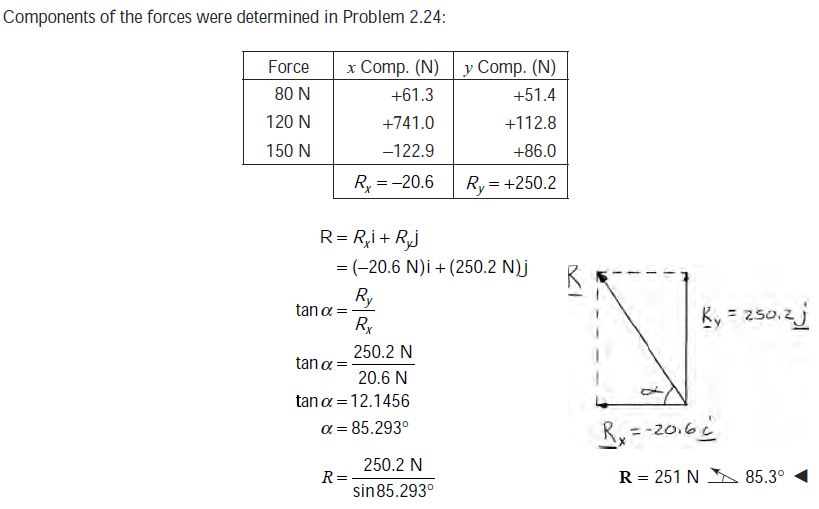 Components of the forces were determined in Problem 2.24:
Force x Comp. (N) y Comp. (N)
80 N +61.3 +51.4
120 N +741.0 +112.8
150 N –122.9 +86.0
Rx = –20.6 Ry = +250.2
R = Rxi + Ryj
= (–20.6 N)i + (250.2 N)j
tan α = Ry/Rx
tan α = 250.2 N/20.6 N
tan α = 12.1456
α = 85.293°
R = 250.2 N/sin 85.293°
R
Ry = 250.2j
α
Rx = -20.6i
R = 251 N 85.3° ◄